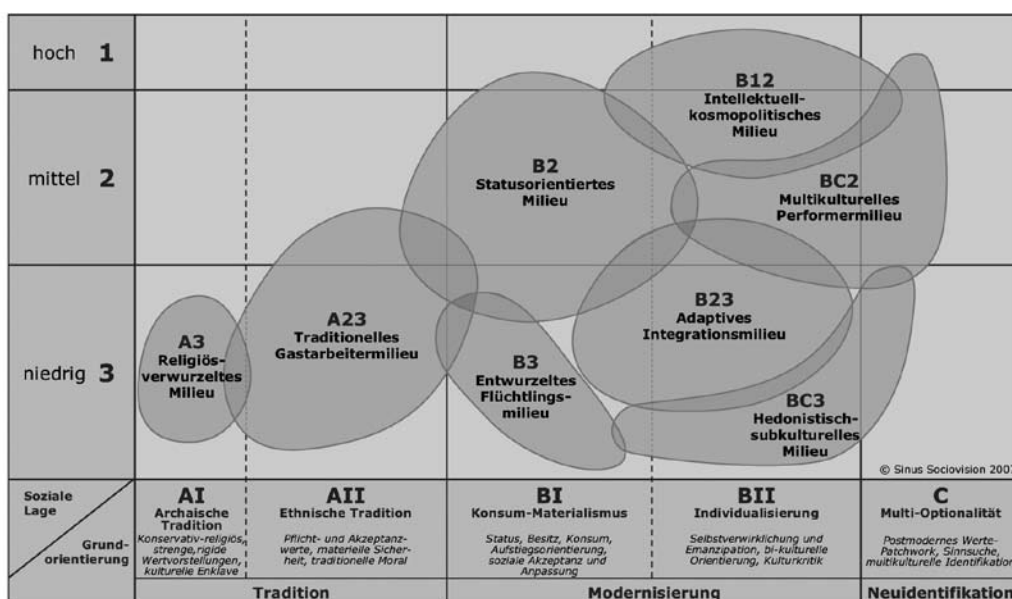 hoch 1
B12
Intellektuell-
kosmopolitisches
Milieu
mittel 2
B2
Statusorientiertes
Milieu
BC2
Multikulturelles
Performermilieu
niedrig 3
A3
Religiös-
verwurzeltes
Milieu
A23
Traditionelles
Gastarbeitermilieu
B3
Entwurzeltes
Flüchtlings-
milieu
B23
Adaptives
Integrationsmilieu
BC3
Hedonistisch-
subkulturelles
Milieu
© Sinus Sociovision 2007
Soziale
Lage
Grund-
orientierung
AI
Archaische
Tradition
Konservativ-religiös,
strenge,rigide
Wertvorstellungen,
kulturelle Enklave
AII
Ethnische Tradition
Pflicht- und Akzeptanz-
werte, materielle Sicher-
heit, traditionelle Moral
BI
Konsum-Materialismus
Status, Besitz, Konsum,
Aufstiegsorientierung,
soziale Akzeptanz und
Anpassung
BII
Individualisierung
Selbstverwirklichung und
Emanzipation, bi-kulturelle
Orientierung, Kulturkritik
C
Multi-Optionalität
Postmodernes Werte-
Patchwork, Sinnsuche,
multikulturelle Identifikation
Tradition
Modernisierung
Neuidentifikation